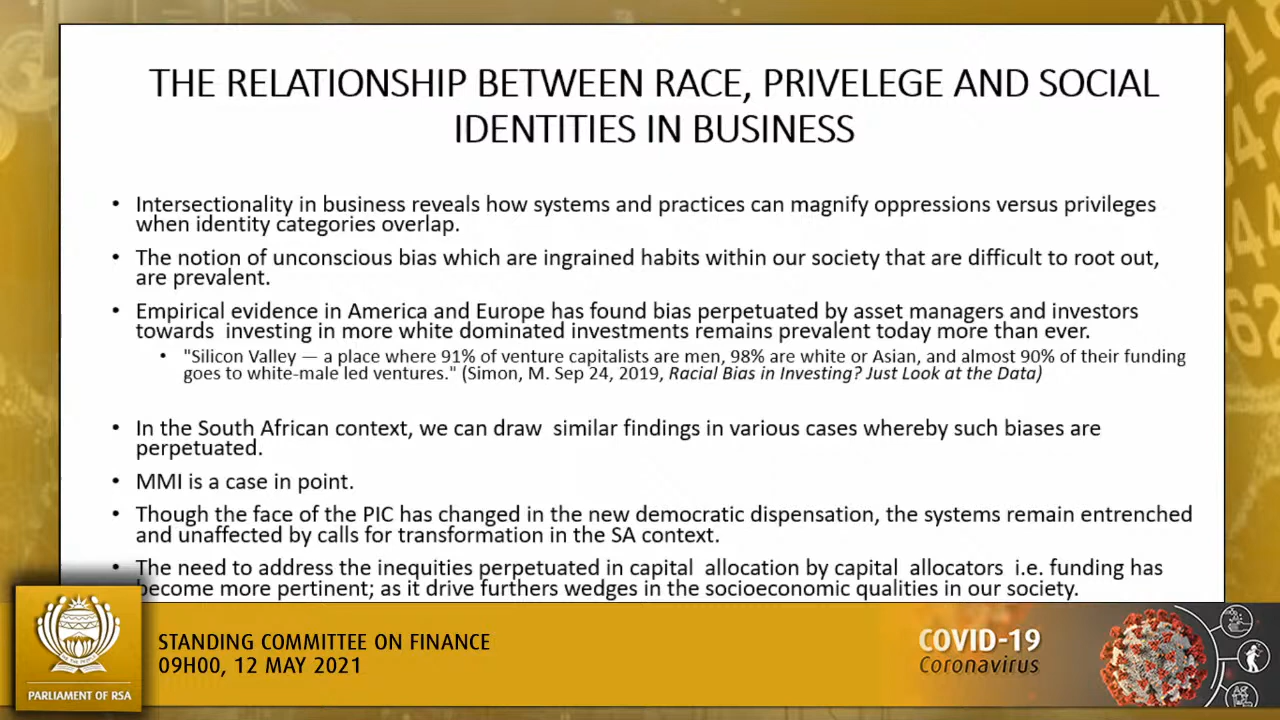 THE RELATIONSHIP BETWEEN RACE, PRIVELEGE AND SOCIAL
IDENTITIES IN BUSINESS
• Intersectionality in business reveals how systems and practices can magnify oppressions versus privileges
when identity categories overlap.
• The notion of unconscious bias which are ingrained habits within our society that are difficult to root out,
are prevalent.
• Empirical evidence in America and Europe has found bias perpetuated by asset managers and investors
towards investing in more white dominated investments remains prevalent today more than ever.
• "Silicon Valley — a place where 91% of venture capitalists are men, 98% are white or Asian, and almost 90% of their funding
goes to white-male led ventures." (Simon, M. Sep 24, 2019, Racial Bias in Investing? Just Look at the Data)
• In the South African context, we can draw similar findings in various cases whereby such biases are
perpetuated.
• MMI is a case in point.
• Though the face of the PIC has changed in the new democratic dispensation, the systems remain entrenched
and unaffected by calls for transformation in the SA context.
• The need to address the inequities perpetuated in capital allocation by capital allocators i.e. funding has
become more pertinent; as it drive furthers wedges in the socioeconomic qualities in our society.
STANDING COMMITTEE ON FINANCE
09H00, 12 MAY 2021
PARLIAMENT OF RSA
COVID-19
Coronavirus